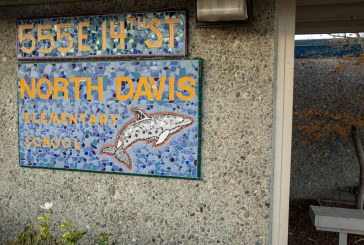 555 E 14TH ST
NORTH DAVIS
ELEMENTARY
SCHOOL